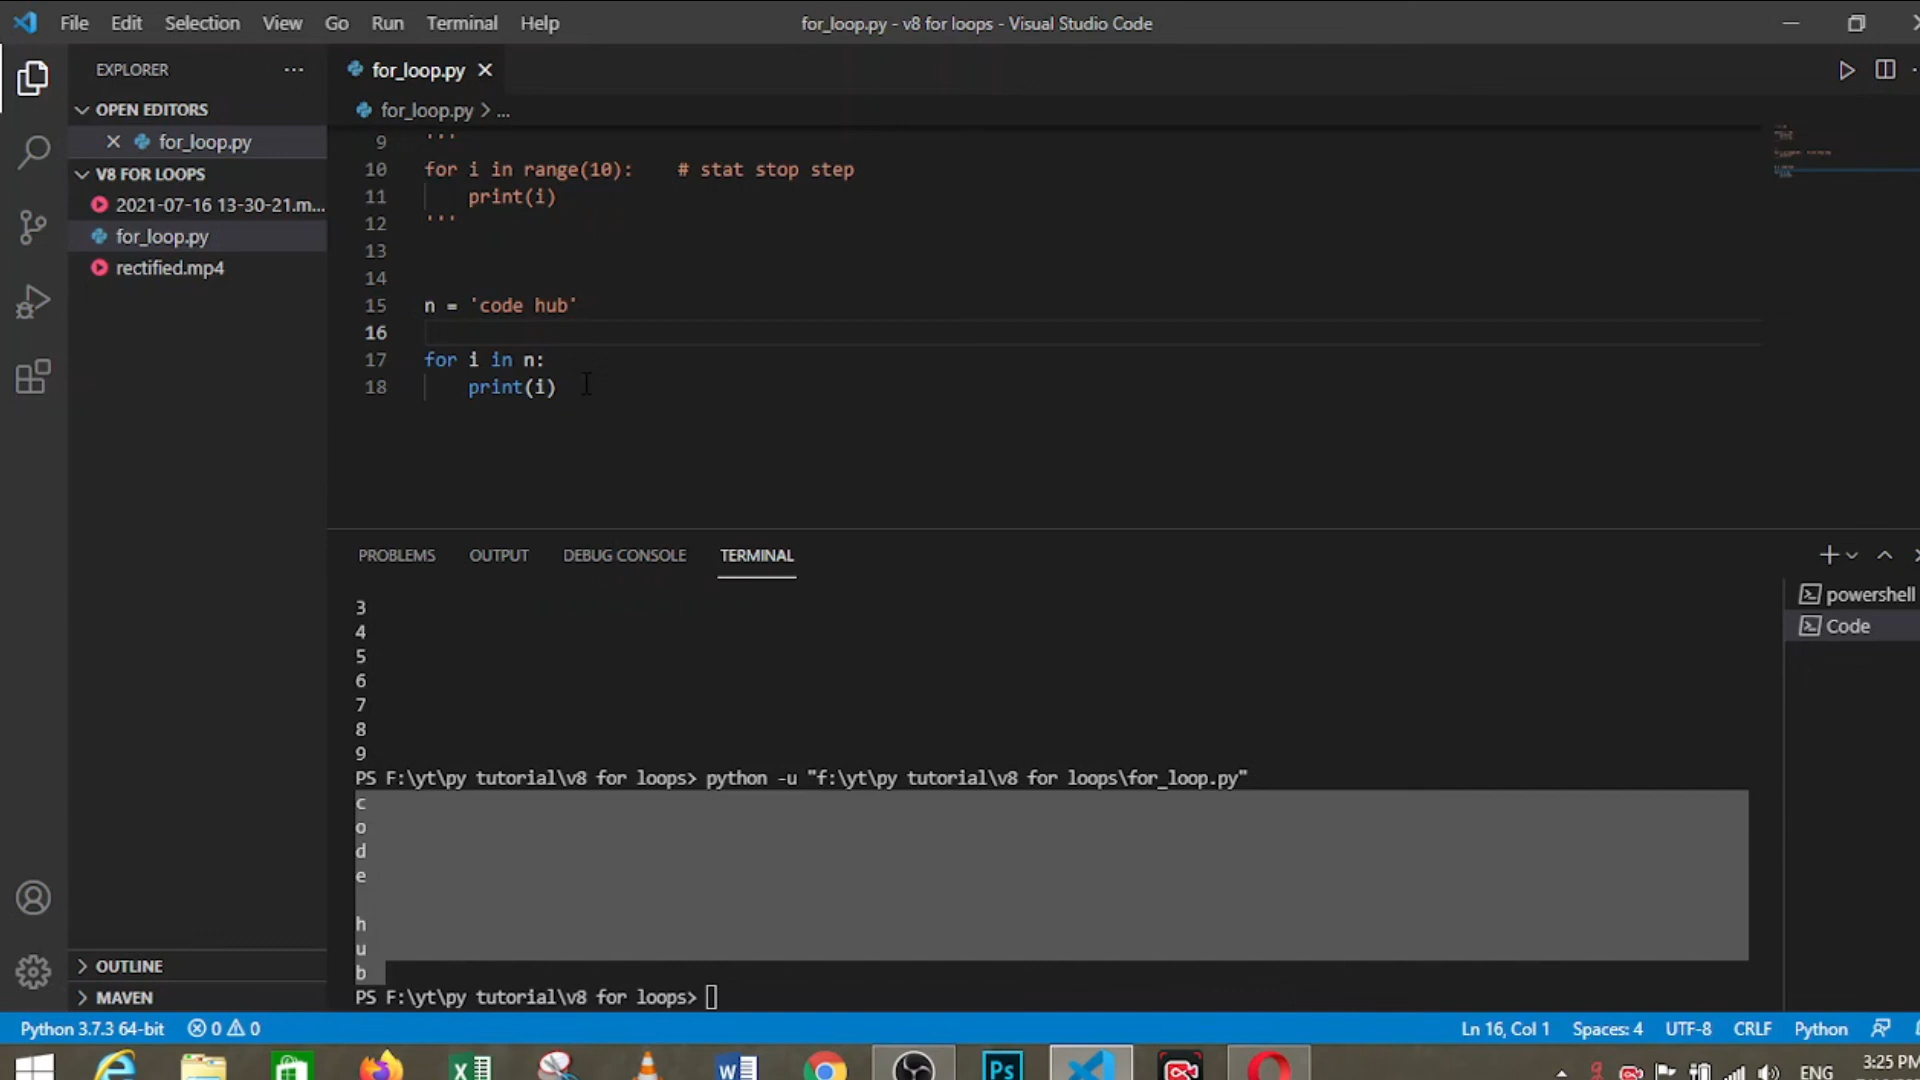 File Edit Selection View Go Run Terminal Help
for_loop.py - v8 for loops - Visual Studio Code
EXPLORER
OPEN EDITORS
for_loop.py
V8 FOR LOOPS
2021-07-16 13-30-21.m...
for_loop.py
rectified.mp4
OUTLINE
MAVEN
for_loop.py
for_loop.py > ...
9 '''
10 for i in range(10):    # stat stop step
11     print(i)
12 '''
13
14
15 n = 'code hub'
16
17 for i in n:
18     print(i)
PROBLEMS OUTPUT DEBUG CONSOLE TERMINAL
3
4
5
6
7
8
9
PS F:\yt\py tutorial\v8 for loops> python -u "f:\yt\py tutorial\v8 for loops\for_loop.py"
c
o
d
e
h
u
b
PS F:\yt\py tutorial\v8 for loops>
powershell
Code
Python 3.7.3 64-bit 0 0 Ln 16, Col 1 Spaces: 4 UTF-8 CRLF Python
ENG 3:25 PM